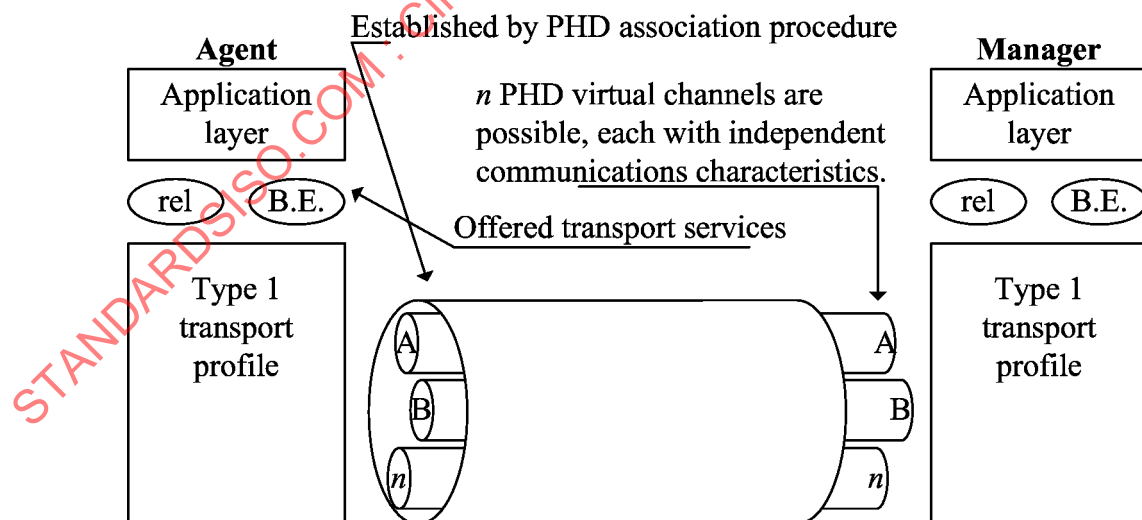 Established by PHD association procedure
Agent
Manager
Application
layer
n PHD virtual channels are
possible, each with independent
communications characteristics.
Application
layer
rel
B.E.
Offered transport services
rel
B.E.
Type 1
transport
profile
A
B
n
A
B
n
Type 1
transport
profile
STANDARDSISO.COM :